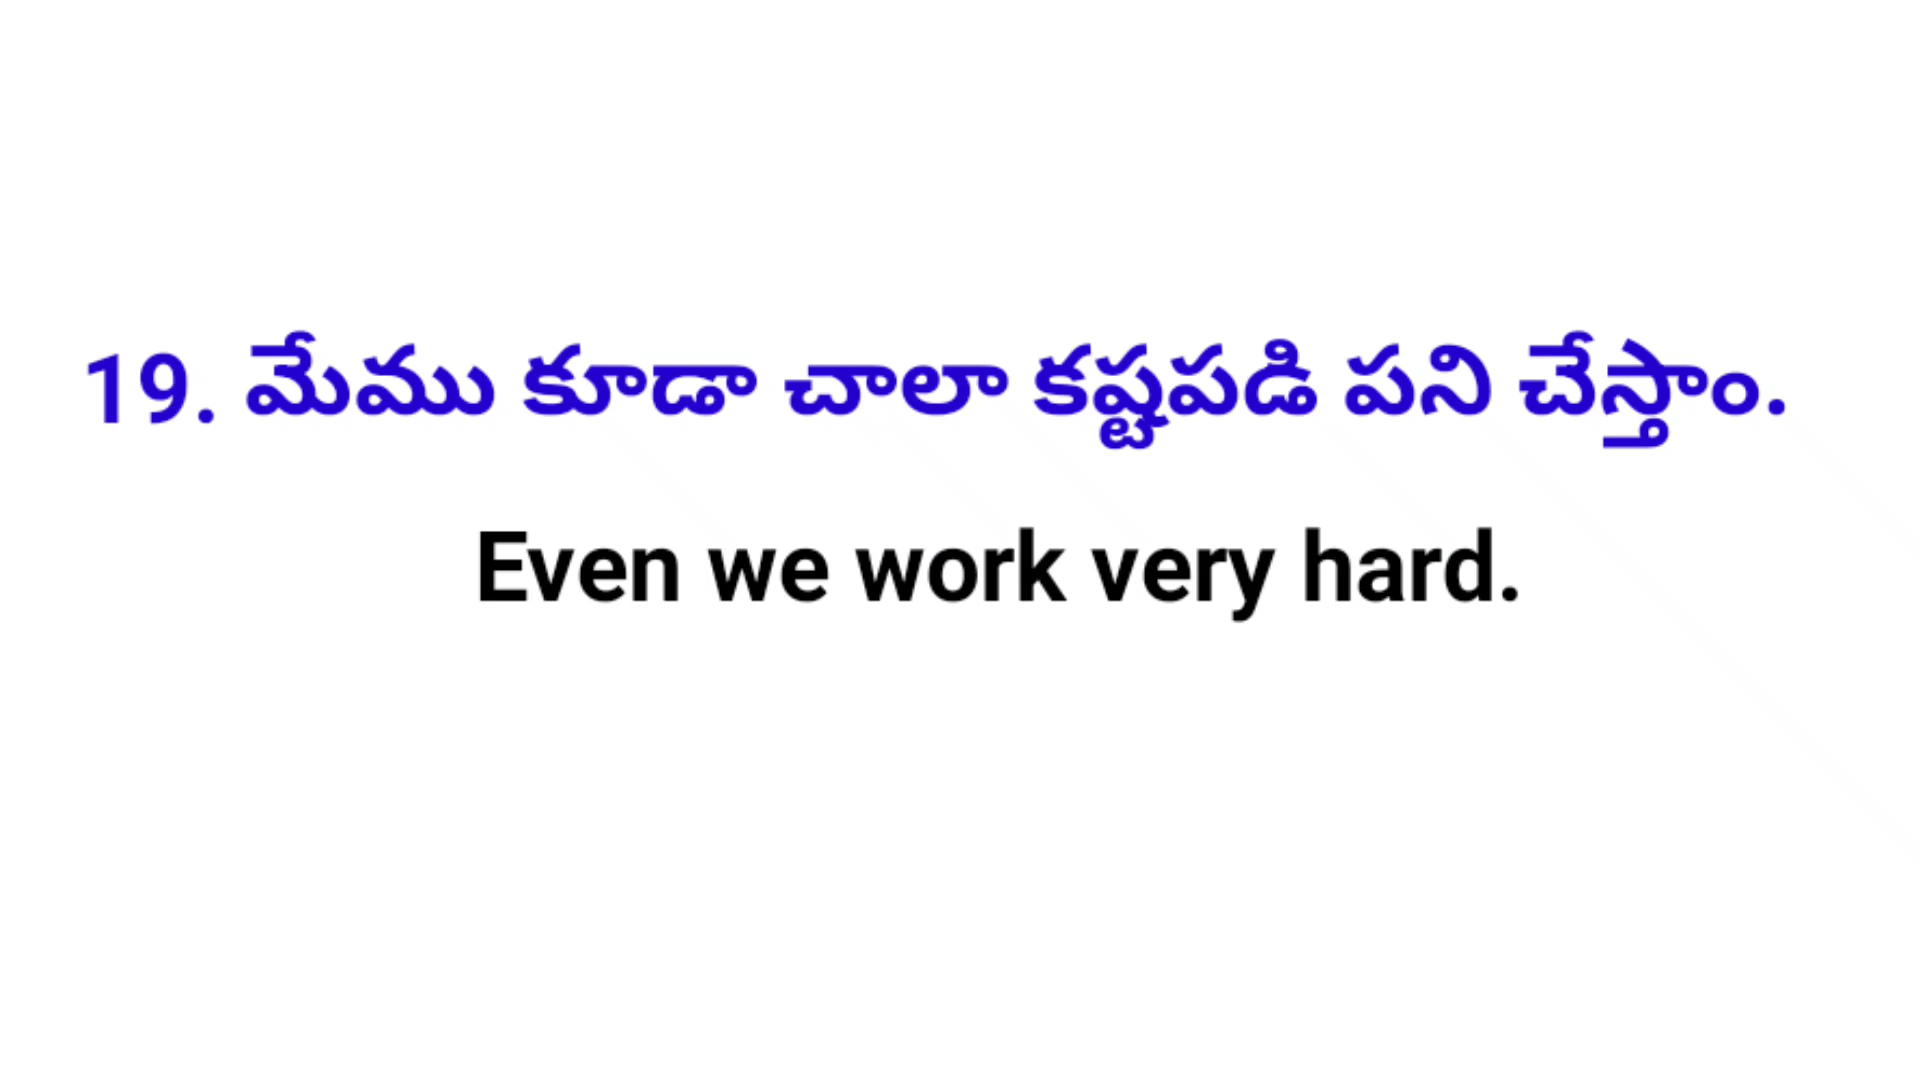 19. మేము కూడా చాలా కష్టపడి పని చేస్తాం.
Even we work very hard.